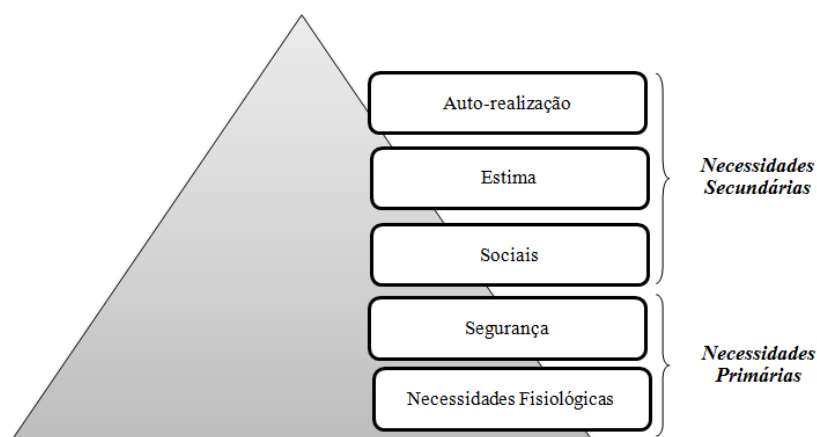 Auto-realização
Estima
Sociais
Necessidades
Secundárias
Segurança
Necessidades Fisiológicas
Necessidades
Primárias